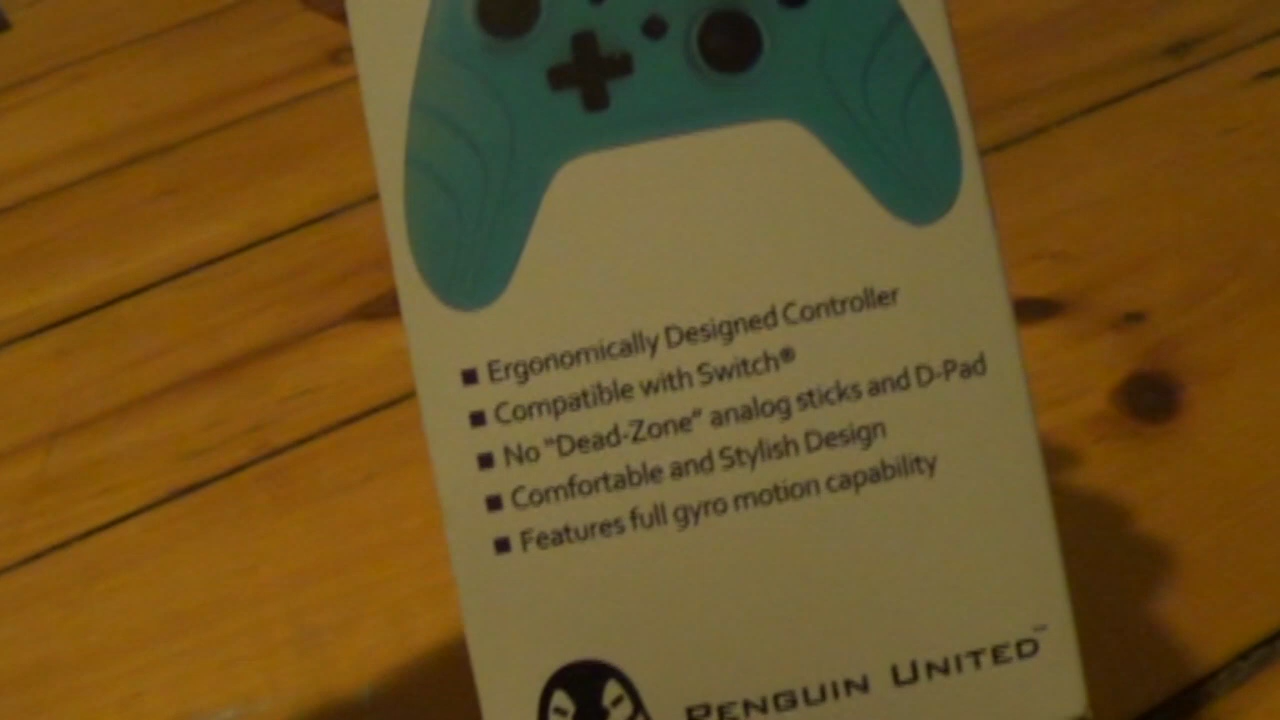 ■ Ergonomically Designed Controller
■ Compatible with Switch®
■ No "Dead-Zone" analog sticks and D-Pad
■ Comfortable and Stylish Design
■ Features full gyro motion capability
PENGUIN UNITED™